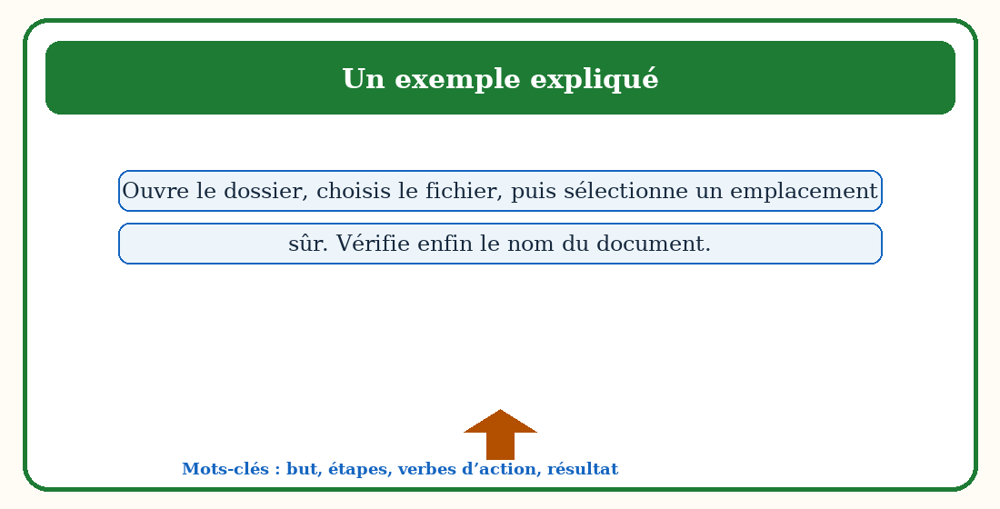 Un exemple expliqué
Ouvre le dossier, choisis le fichier, puis sélectionne un emplacement
sûr. Vérifie enfin le nom du document.
Mots-clés : but, étapes, verbes d’action, résultat